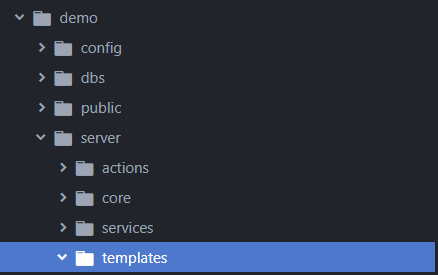 demo
config
dbs
public
server
actions
core
services
templates